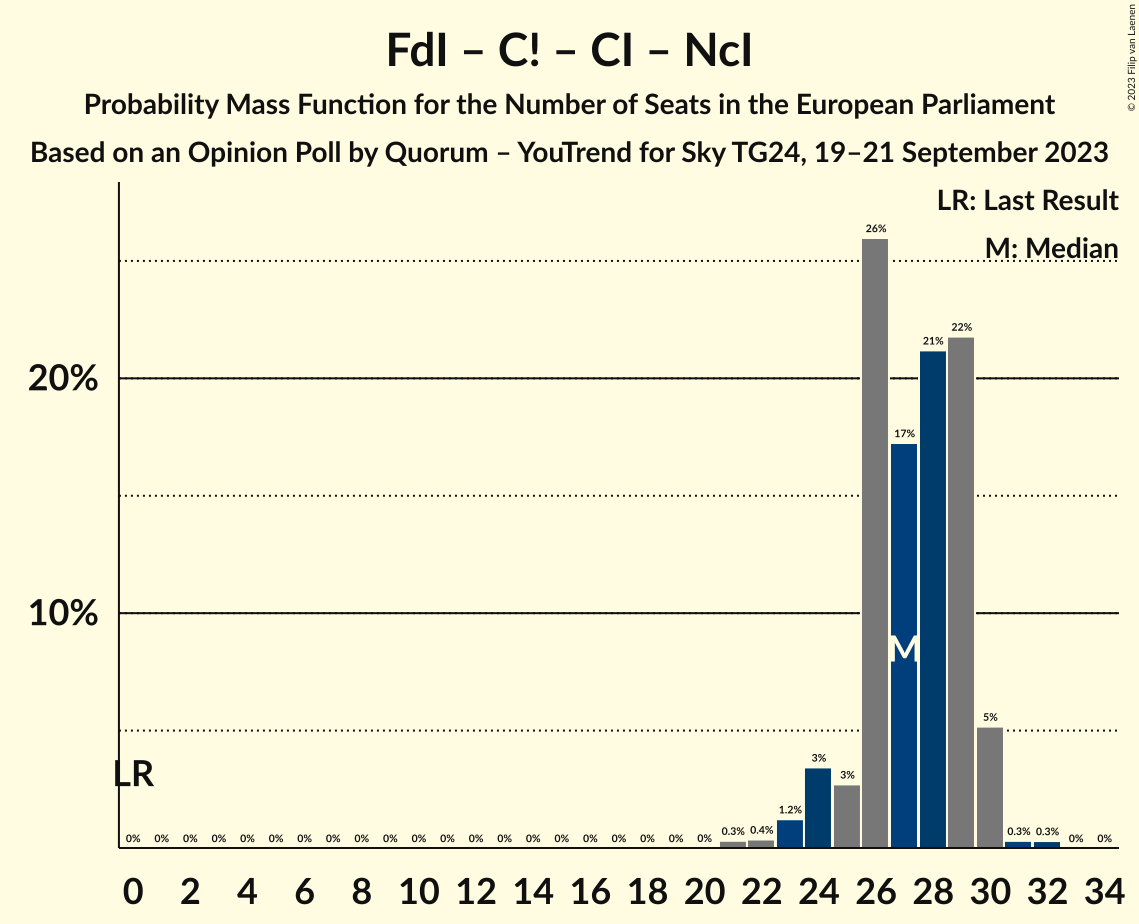 FdI – C! – CI – NcI
Probability Mass Function for the Number of Seats in the European Parliament
Based on an Opinion Poll by Quorum – YouTrend for Sky TG24, 19–21 September 2023
© 2023 Filip van Laenen
LR: Last Result
M: Median
26%
22%
21%
20%
17%
10%
M
5%
LR
3%
3%
1.2%
0% 0% 0% 0% 0% 0% 0% 0% 0% 0% 0% 0% 0% 0% 0% 0% 0% 0% 0% 0% 0% 0.3% 0.4% 0.3% 0.3% 0% 0%
0 2 4 6 8 10 12 14 16 18 20 22 24 26 28 30 32 34